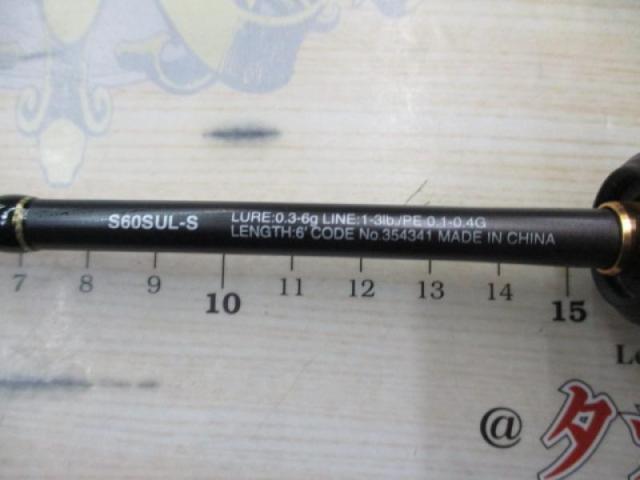 S60SUL-S
LURE:0.3-6g LINE:1-3lb./PE 0.1-0.4G
LENGTH:6' CODE No.354341 MADE IN CHINA
7 8 9 10 11 12 13 14 15
@タ